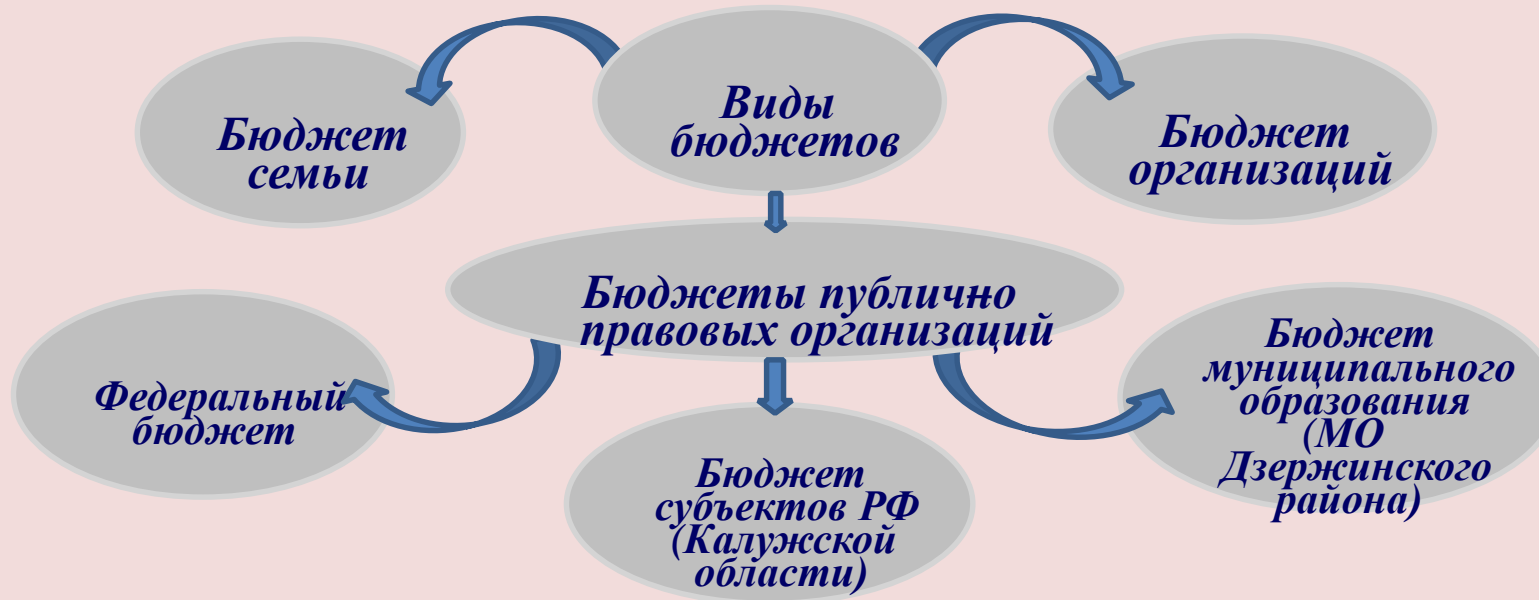 Виды
бюджетов
Бюджет
семьи
Бюджет
организаций
Бюджеты публично
правовых организаций
Федеральный
бюджет
Бюджет
субъектов РФ
(Калужской
области)
Бюджет
муниципального
образования
(МО
Дзержинского
района)